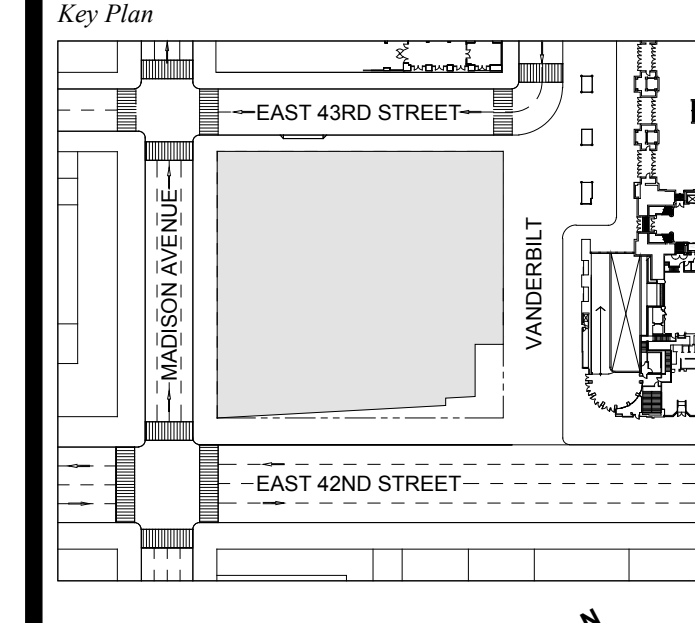 Key Plan
EAST 43RD STREET
MADISON AVENUE
VANDERBILT
EAST 42ND STREET
N